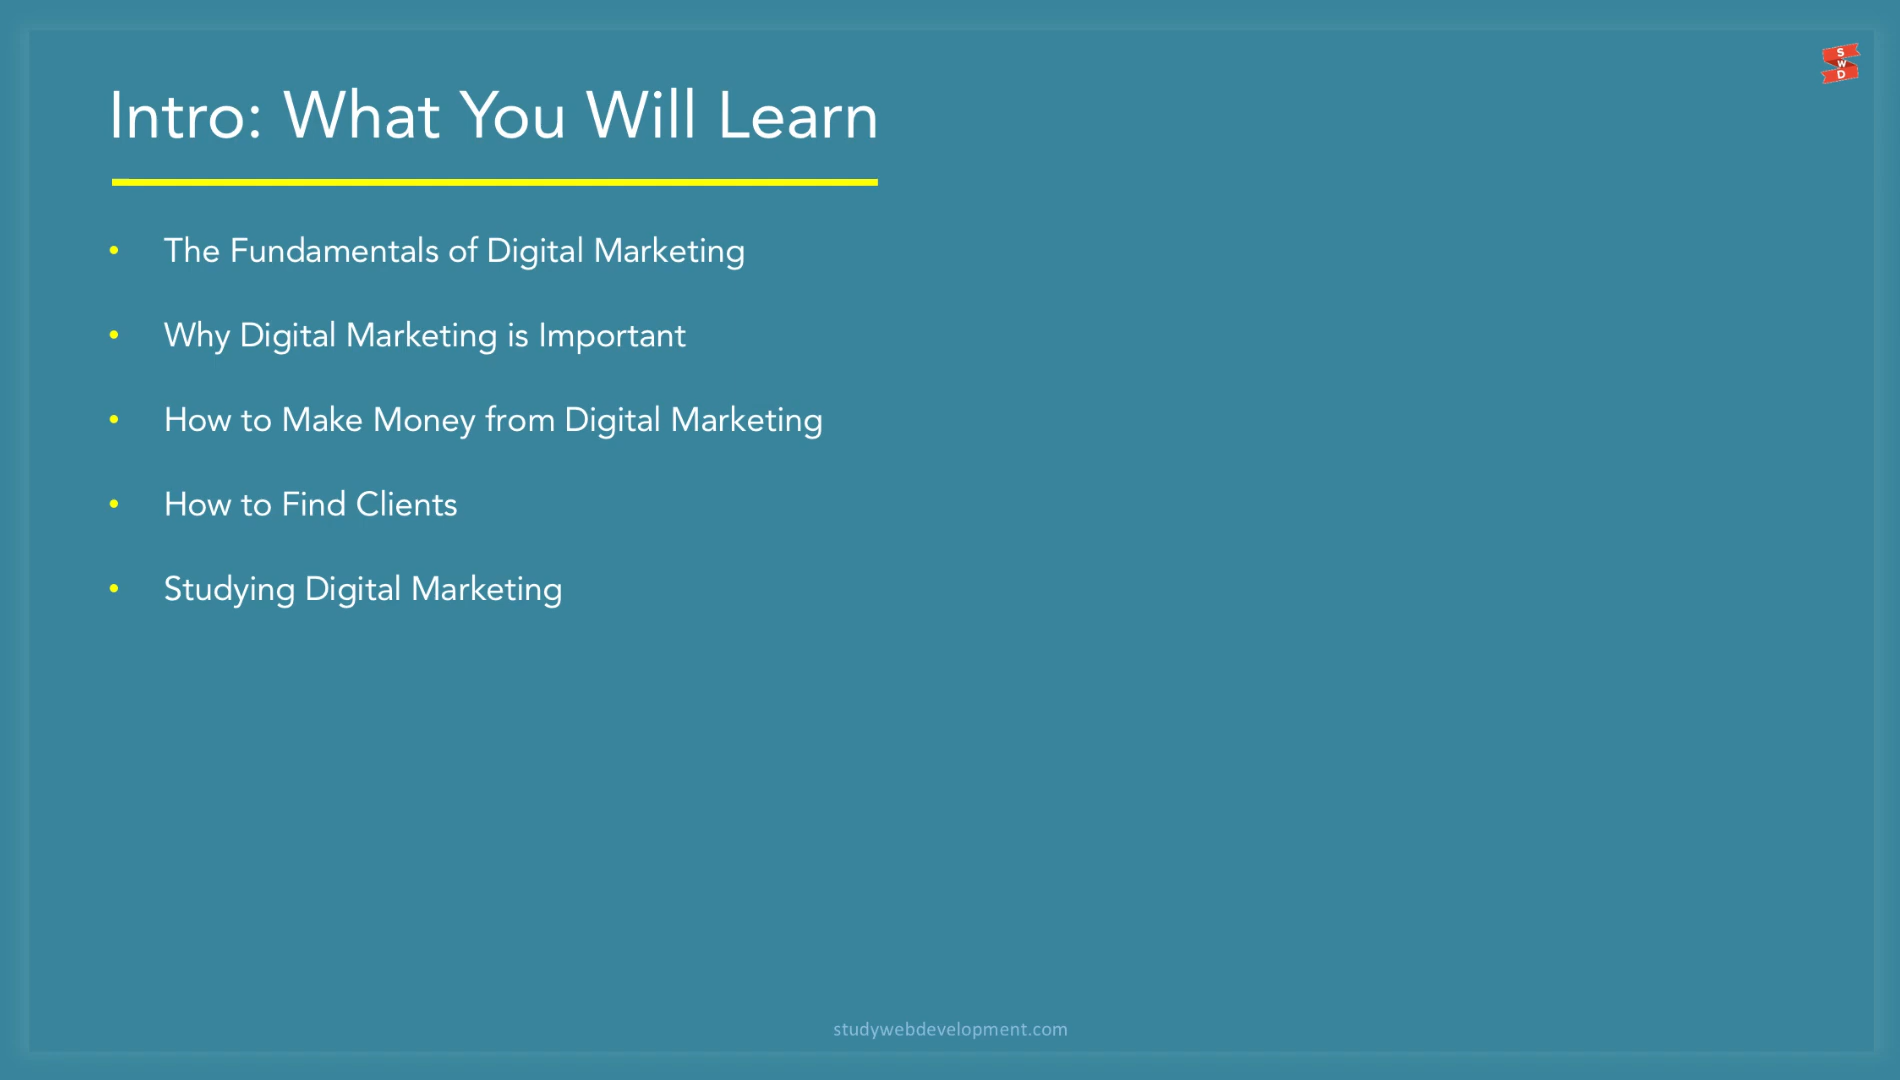 S
W
D
Intro: What You Will Learn
• The Fundamentals of Digital Marketing
• Why Digital Marketing is Important
• How to Make Money from Digital Marketing
• How to Find Clients
• Studying Digital Marketing
studywebdevelopment.com